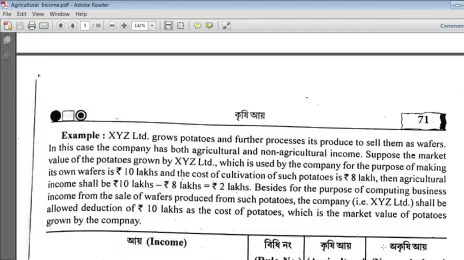 Agricultural Income.pdf - Adobe Reader
File Edit View Window Help
142%
Commen
কৃষি আয়
71
Example : XYZ Ltd. grows potatoes and further processes its produce to sell them as wafers.
In this case the company has both agricultural and non-agricultural income. Suppose the market
value of the potatoes grown by XYZ Ltd., which is used by the company for the purpose of making
its own wafers is ₹ 10 lakhs and the cost of cultivation of such potatoes is ₹ 8 lakh, then agricultural
income shall be ₹10 lakhs – ₹ 8 lakhs = ₹ 2 lakhs. Besides for the purpose of computing business
income from the sale of wafers produced from such potatoes, the company (i.e. XYZ Ltd.) shall be
allowed deduction of ₹ 10 lakhs as the cost of potatoes, which is the market value of potatoes
grown by the compnay.
আয় (Income) বিধি নং কৃষি আয় অকৃষি আয়